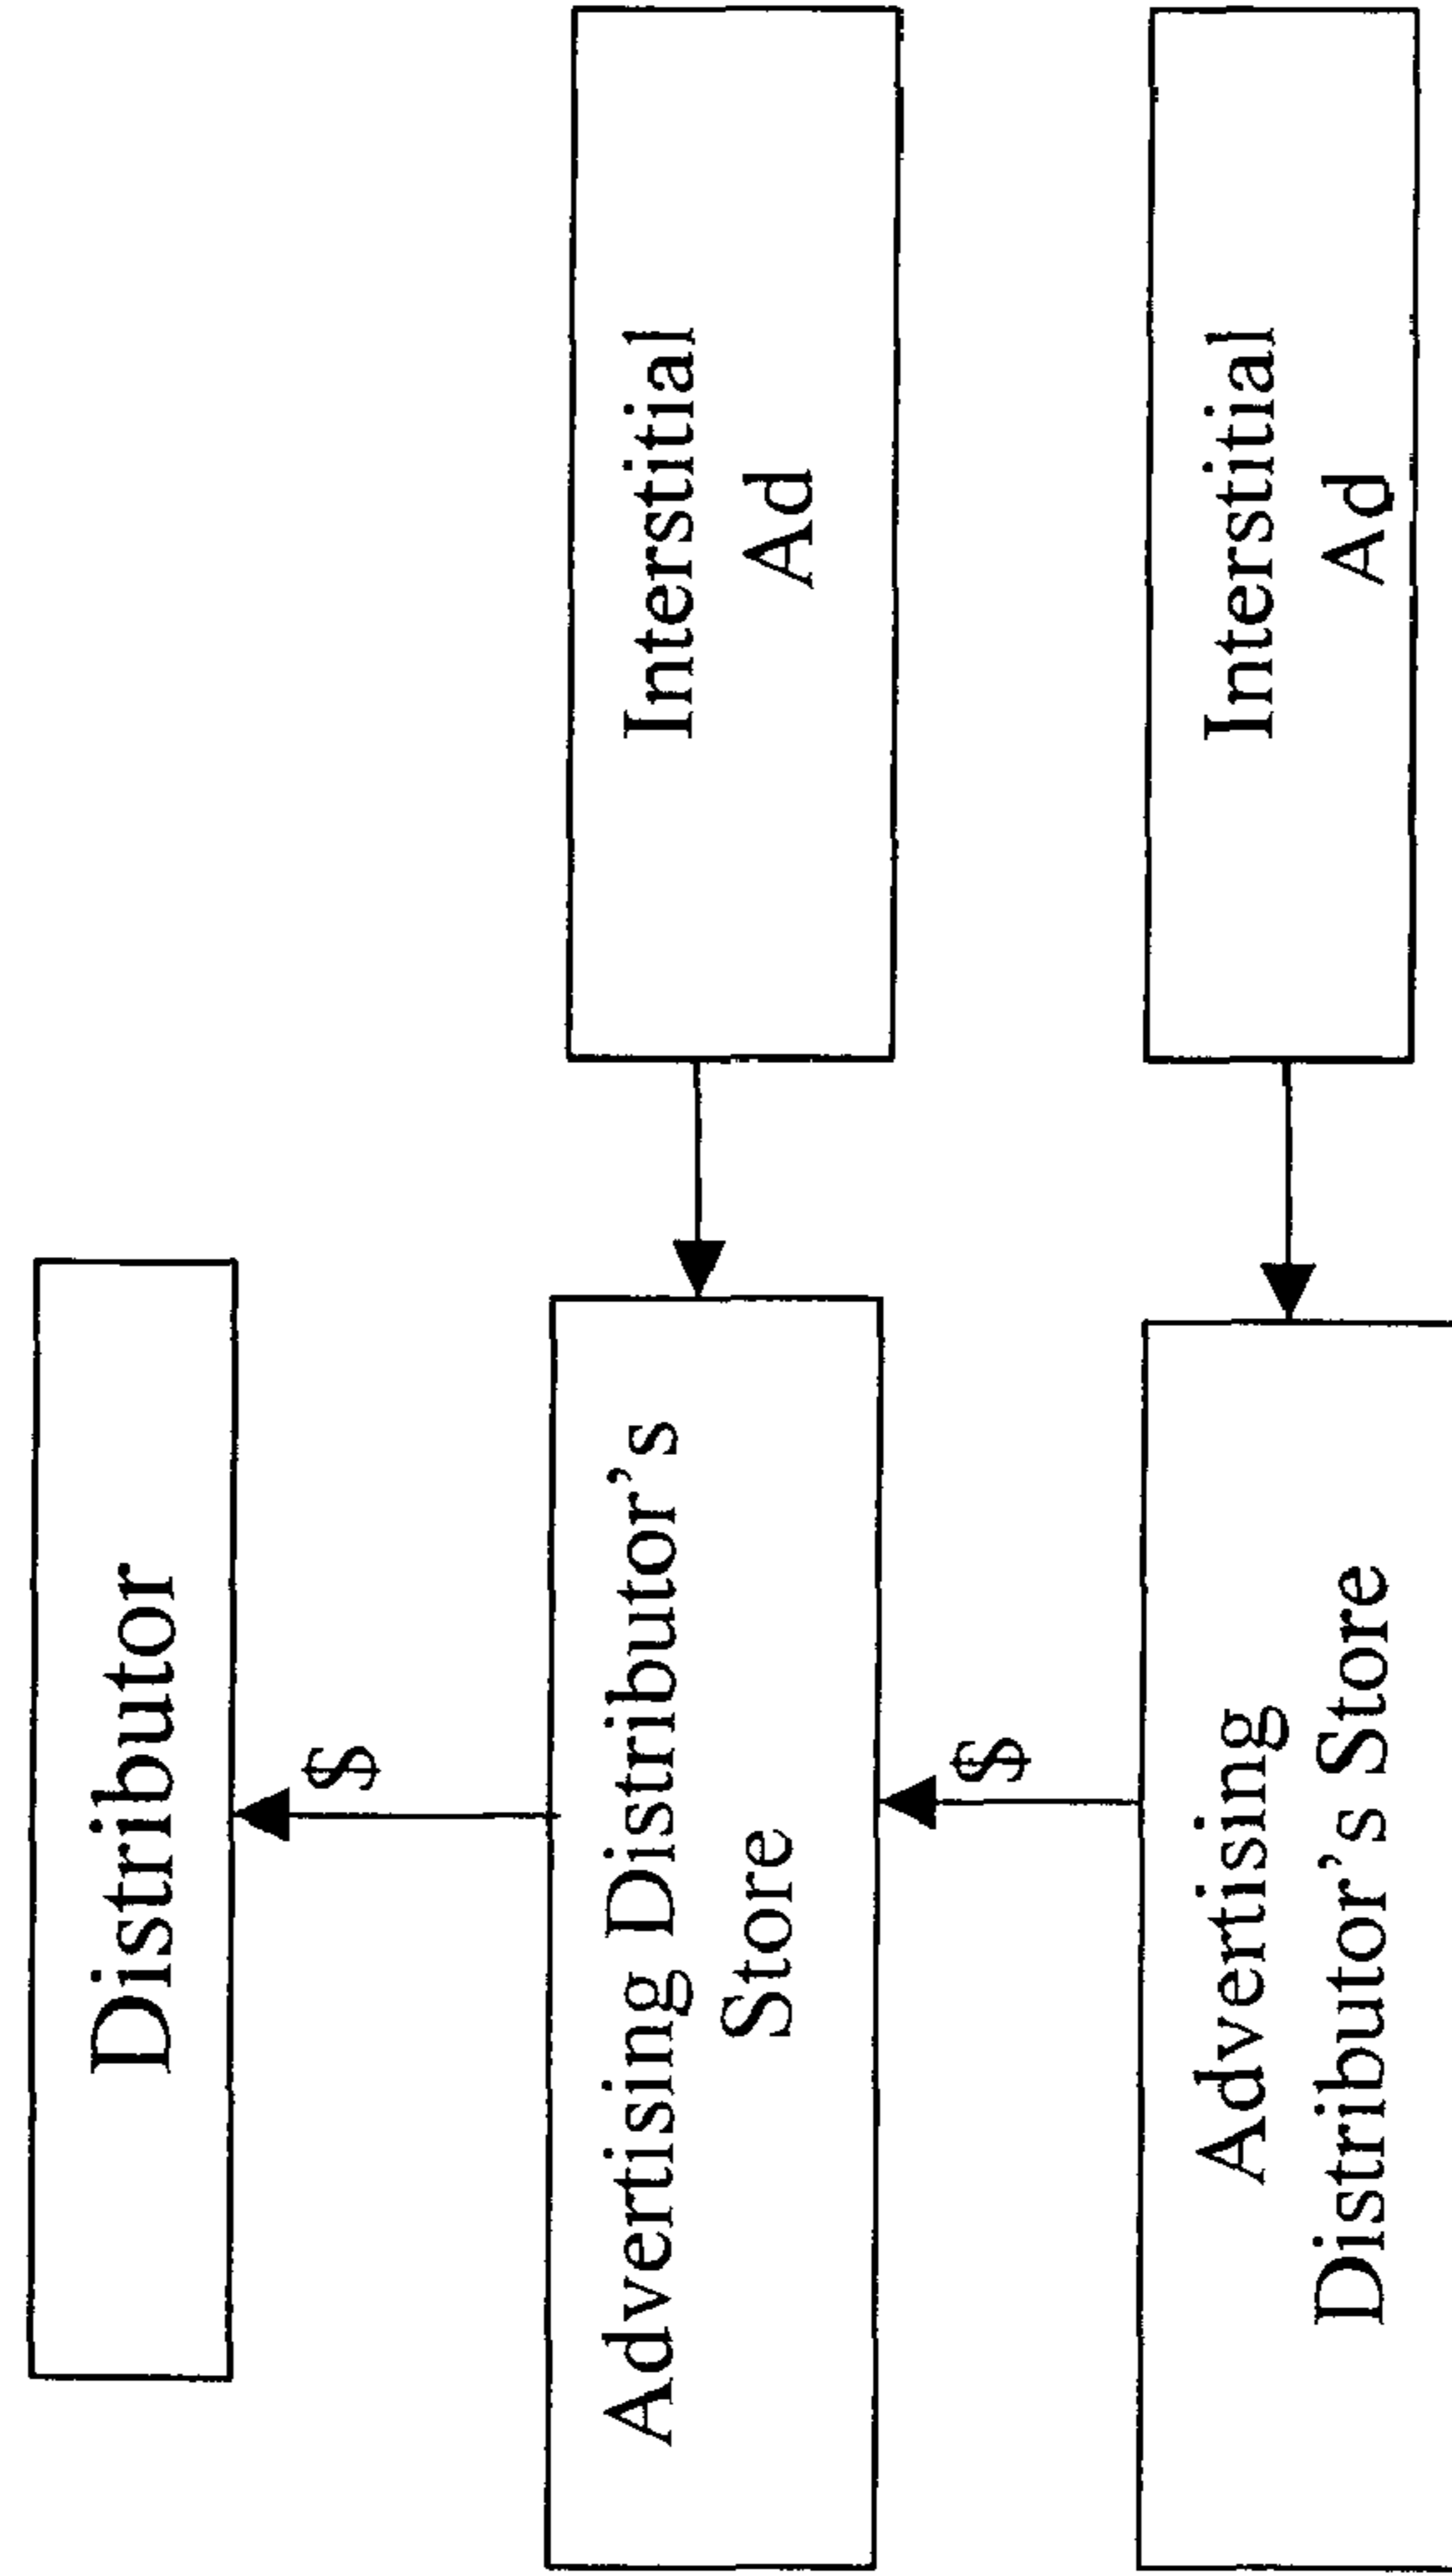 Distributor
$
Advertising Distributor's
Store
Interstitial
Ad
$
Advertising
Distributor's Store
Interstitial
Ad